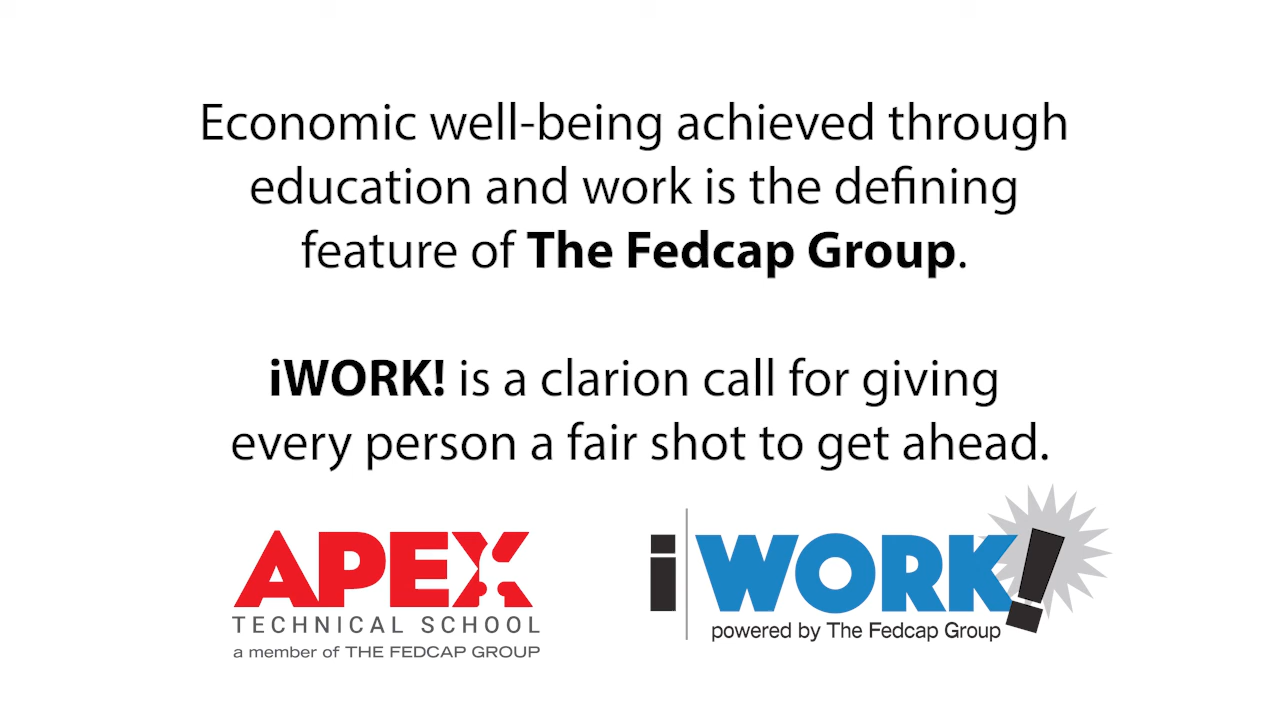 Economic well-being achieved through
education and work is the defining
feature of The Fedcap Group.
iWORK! is a clarion call for giving
every person a fair shot to get ahead.
APEX
TECHNICAL SCHOOL
a member of THE FEDCAP GROUP
i WORK!
powered by The Fedcap Group